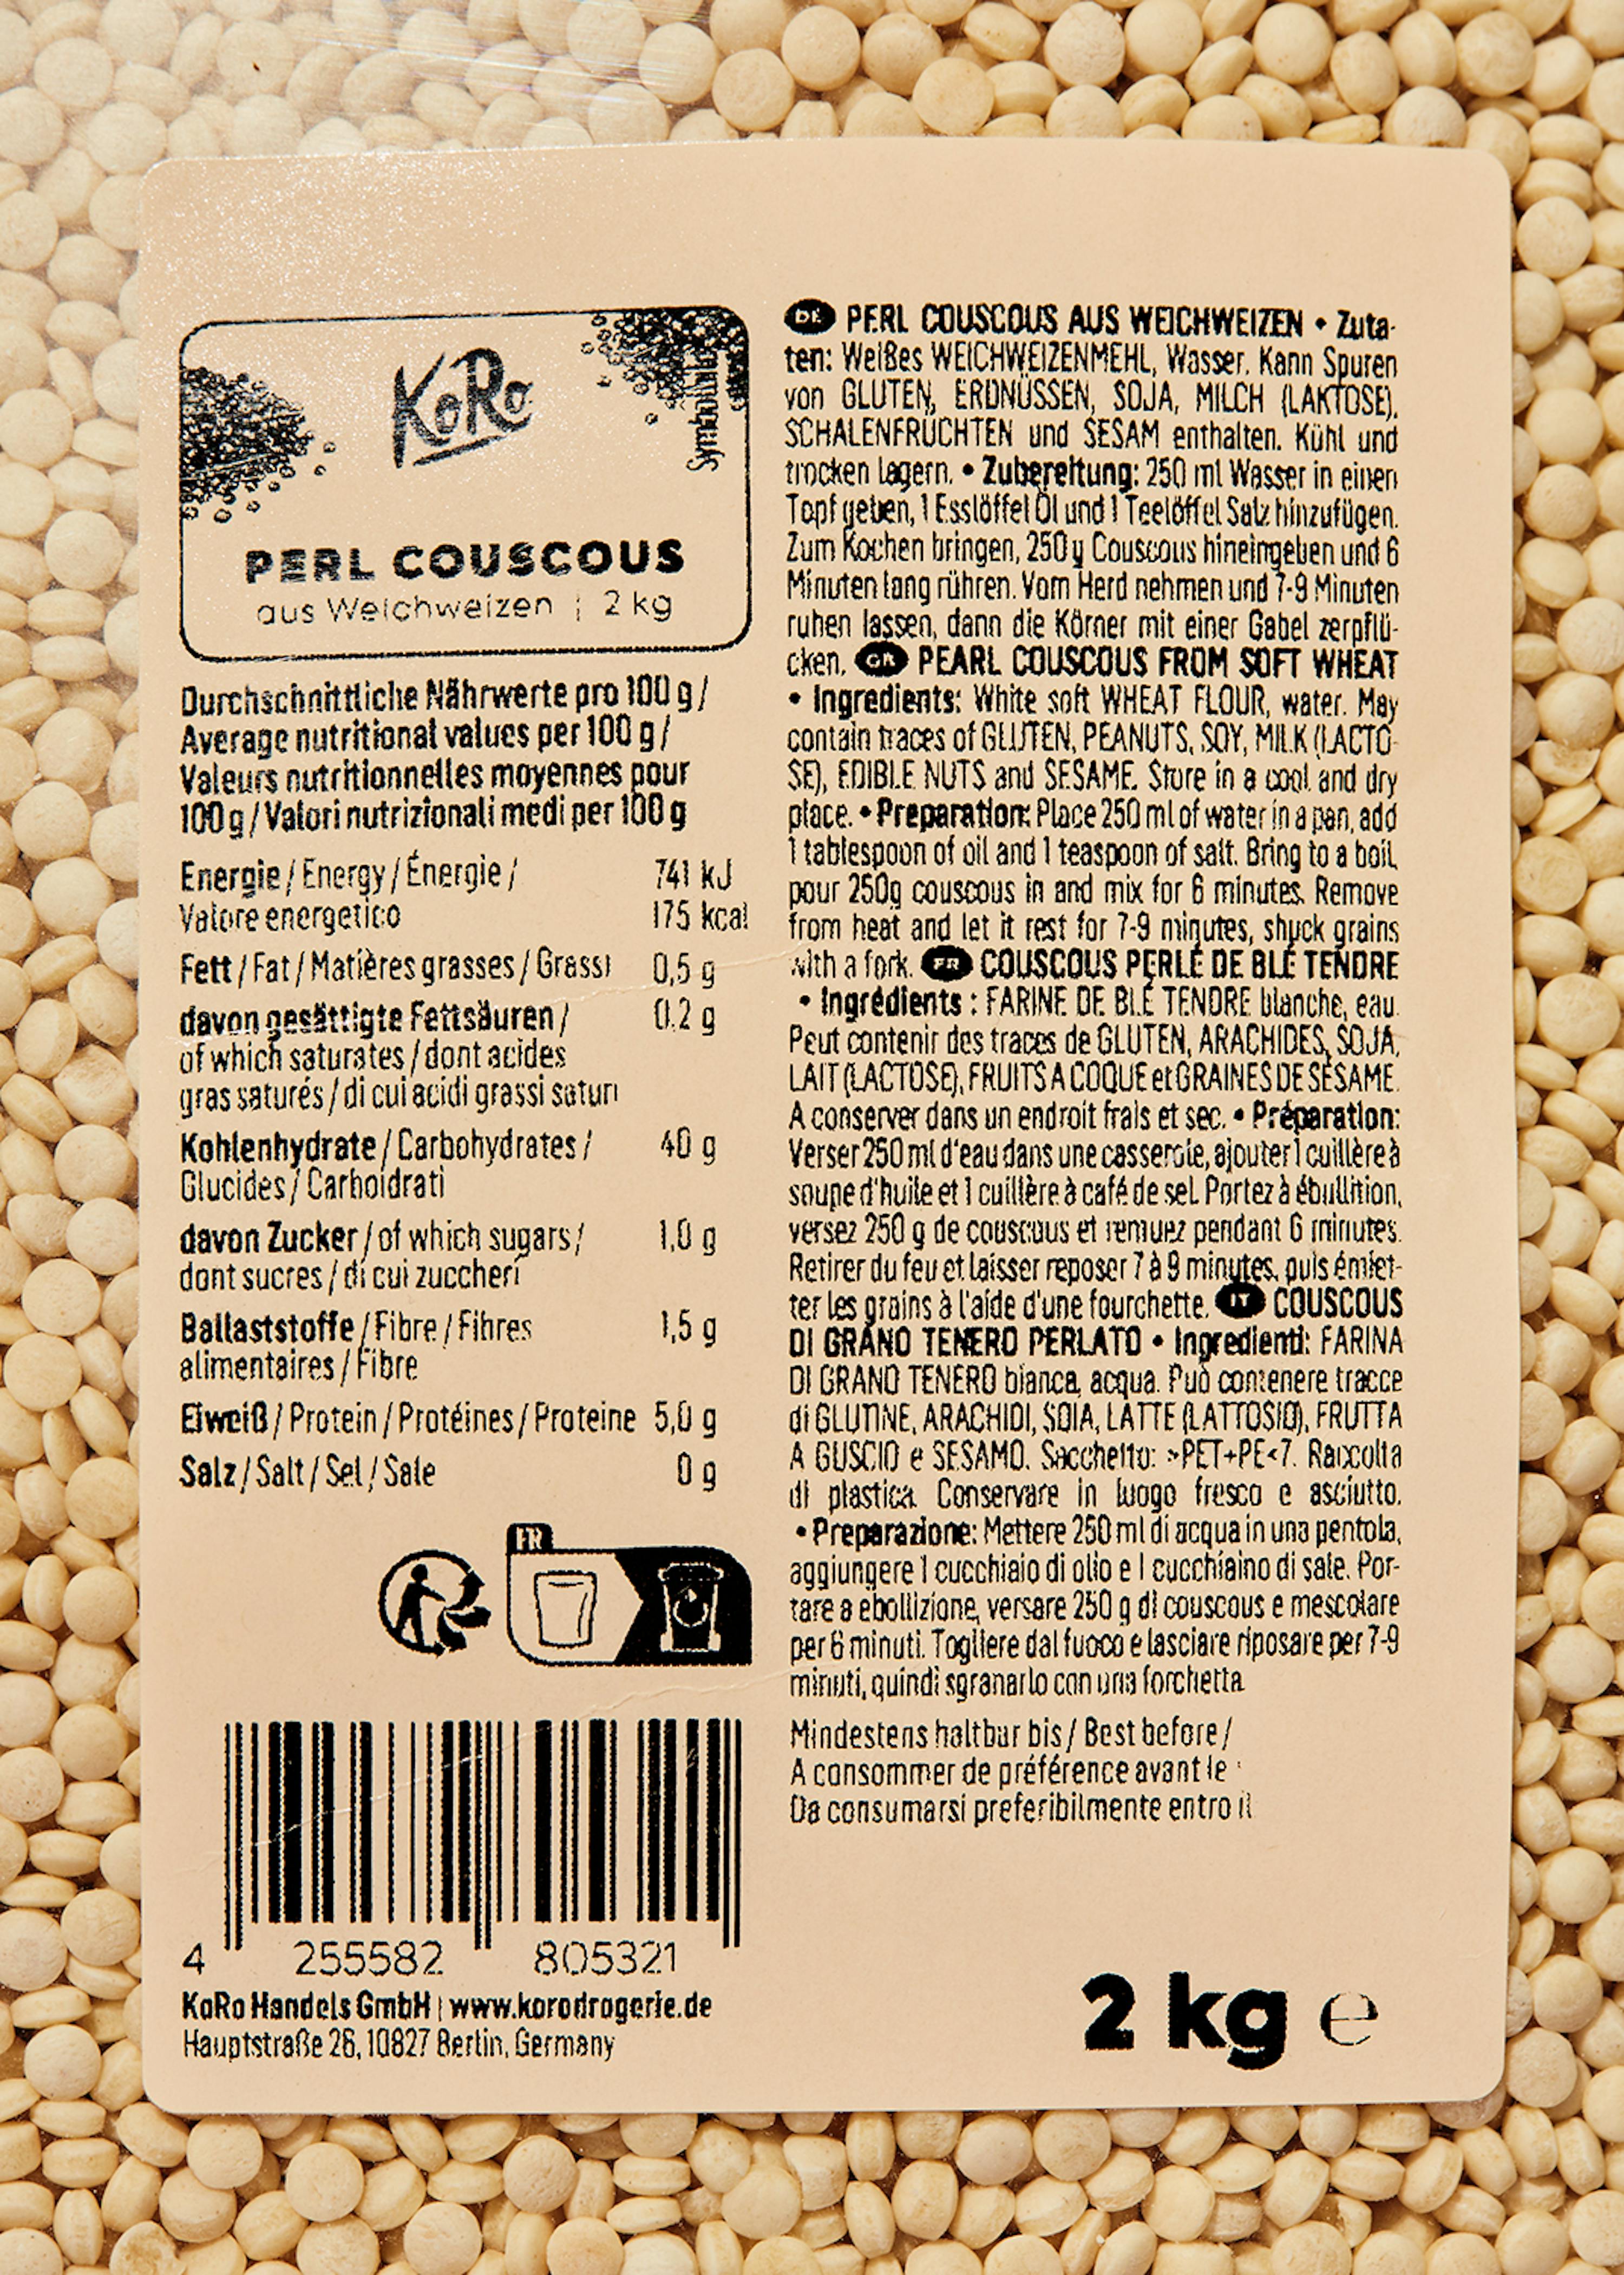 KoRo
Symbolbild
PERL COUSCOUS
aus Weichweizen | 2 kg
Durchschnittliche Nährwerte pro 100 g /
Average nutritional values per 100 g /
Valeurs nutritionnelles moyennes pour
100 g / Valori nutrizionali medi per 100 g
Energie / Energy / Énergie / 741 kJ
Valore energetico 175 kcal
Fett / Fat / Matières grasses / Grassi 0,5 g
davon gesättigte Fettsäuren / 0,2 g
of which saturates / dont acides
gras saturés / di cui acidi grassi saturi
Kohlenhydrate / Carbohydrates / 40 g
Glucides / Carboidrati
davon Zucker / of which sugars / 1,0 g
dont sucres / di cui zuccheri
Ballaststoffe / Fibre / Fibres 1,5 g
alimentaires / Fibre
Eiweiß / Protein / Protéines / Proteine 5,0 g
Salz / Salt / Sel / Sale 0 g
FR
4 255582 805321
KoRo Handels GmbH | www.korodrogerie.de
Hauptstraße 26, 10827 Berlin, Germany
DE PERL COUSCOUS AUS WEICHWEIZEN • Zuta-
ten: Weißes WEICHWEIZENMEHL, Wasser. Kann Spuren
von GLUTEN, ERDNÜSSEN, SOJA, MILCH (LAKTOSE),
SCHALENFRÜCHTEN und SESAM enthalten. Kühl und
trocken lagern. • Zubereitung: 250 ml Wasser in einen
Topf geben, 1 Esslöffel Öl und 1 Teelöffel Salz hinzufügen.
Zum Kochen bringen, 250 g Couscous hineingeben und 6
Minuten lang rühren. Vom Herd nehmen und 7-9 Minuten
ruhen lassen, dann die Körner mit einer Gabel zerpflü-
cken. GR PEARL COUSCOUS FROM SOFT WHEAT
• Ingredients: White soft WHEAT FLOUR, water. May
contain traces of GLUTEN, PEANUTS, SOY, MILK (LACTO-
SE), EDIBLE NUTS and SESAME. Store in a cool and dry
place. • Preparation: Place 250 ml of water in a pan, add
1 tablespoon of oil and 1 teaspoon of salt. Bring to a boil,
pour 250g couscous in and mix for 6 minutes. Remove
from heat and let it rest for 7-9 minutes, shuck grains
with a fork. FR COUSCOUS PERLÉ DE BLÉ TENDRE
• Ingrédients : FARINE DE BLÉ TENDRE blanche, eau.
Peut contenir des traces de GLUTEN, ARACHIDES, SOJA,
LAIT (LACTOSE), FRUITS A COQUE et GRAINES DE SÉSAME.
A conserver dans un endroit frais et sec. • Préparation:
Verser 250 ml d'eau dans une casserole, ajouter 1 cuillère à
soupe d'huile et 1 cuillère à café de sel. Portez à ébullition,
versez 250 g de couscous et remuez pendant 6 minutes.
Retirer du feu et laisser reposer 7 à 9 minutes, puis émiet-
ter les grains à l'aide d'une fourchette. IT COUSCOUS
DI GRANO TENERO PERLATO • Ingredienti: FARINA
DI GRANO TENERO bianca, acqua. Può contenere tracce
di GLUTINE, ARACHIDI, SOIA, LATTE (LATTOSIO), FRUTTA
A GUSCIO e SESAMO. Sacchetto: >PET+PE<7. Raccolta
di plastica. Conservare in luogo fresco e asciutto.
• Preparazione: Mettere 250 ml di acqua in una pentola,
aggiungere 1 cucchiaio di olio e 1 cucchiaino di sale. Por-
tare a ebollizione, versare 250 g di couscous e mescolare
per 6 minuti. Togliere dal fuoco e lasciare riposare per 7-9
minuti, quindi sgranarlo con una forchetta
Mindestens haltbar bis / Best before /
A consommer de préférence avant le
Da consumarsi preferibilmente entro il
2 kg e